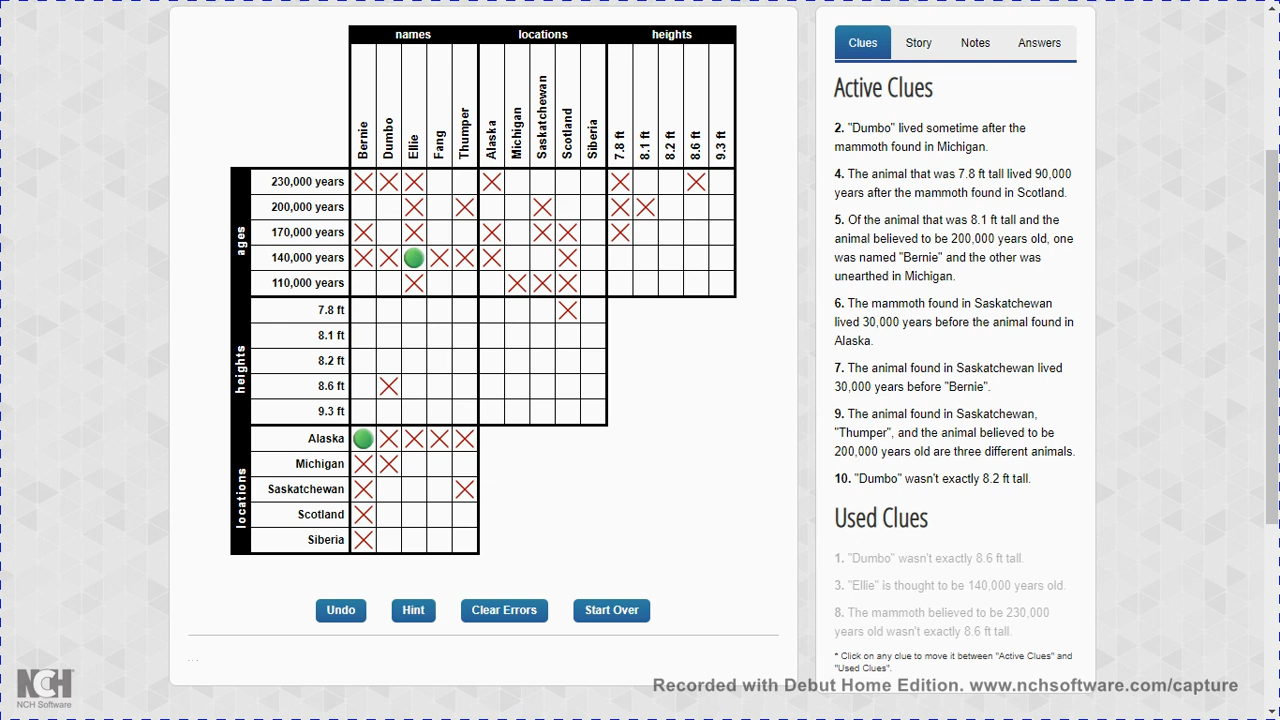 names locations heights
Bernie Dumbo Ellie Fang Thumper Alaska Michigan Saskatchewan Scotland Siberia 7.8 ft 8.1 ft 8.2 ft 8.6 ft 9.3 ft
ages
230,000 years
200,000 years
170,000 years
140,000 years
110,000 years
heights
7.8 ft
8.1 ft
8.2 ft
8.6 ft
9.3 ft
locations
Alaska
Michigan
Saskatchewan
Scotland
Siberia
Undo Hint Clear Errors Start Over
Clues Story Notes Answers
Active Clues
2. "Dumbo" lived sometime after the
mammoth found in Michigan.
4. The animal that was 7.8 ft tall lived 90,000
years after the mammoth found in Scotland.
5. Of the animal that was 8.1 ft tall and the
animal believed to be 200,000 years old, one
was named "Bernie" and the other was
unearthed in Michigan.
6. The mammoth found in Saskatchewan
lived 30,000 years before the animal found in
Alaska.
7. The animal found in Saskatchewan lived
30,000 years before "Bernie".
9. The animal found in Saskatchewan,
"Thumper", and the animal believed to be
200,000 years old are three different animals.
10. "Dumbo" wasn't exactly 8.2 ft tall.
Used Clues
1. "Dumbo" wasn't exactly 8.6 ft tall.
3. "Ellie" is thought to be 140,000 years old.
8. The mammoth believed to be 230,000
years old wasn't exactly 8.6 ft tall.
* Click on any clue to move it between "Active Clues" and
"Used Clues".
NCH
NCH Software
Recorded with Debut Home Edition. www.nchsoftware.com/capture